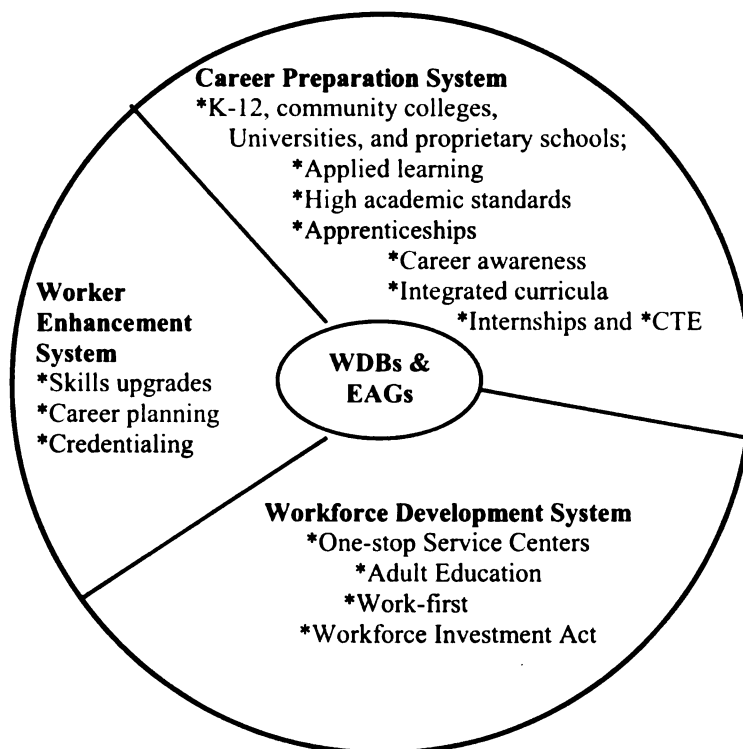 Career Preparation System
*K-12, community colleges,
Universities, and proprietary schools;
*Applied learning
*High academic standards
*Apprenticeships
*Career awareness
*Integrated curricula
*Internships and *CTE
Worker
Enhancement
System
*Skills upgrades
*Career planning
*Credentialing
WDBs &
EAGs
Workforce Development System
*One-stop Service Centers
*Adult Education
*Work-first
*Workforce Investment Act